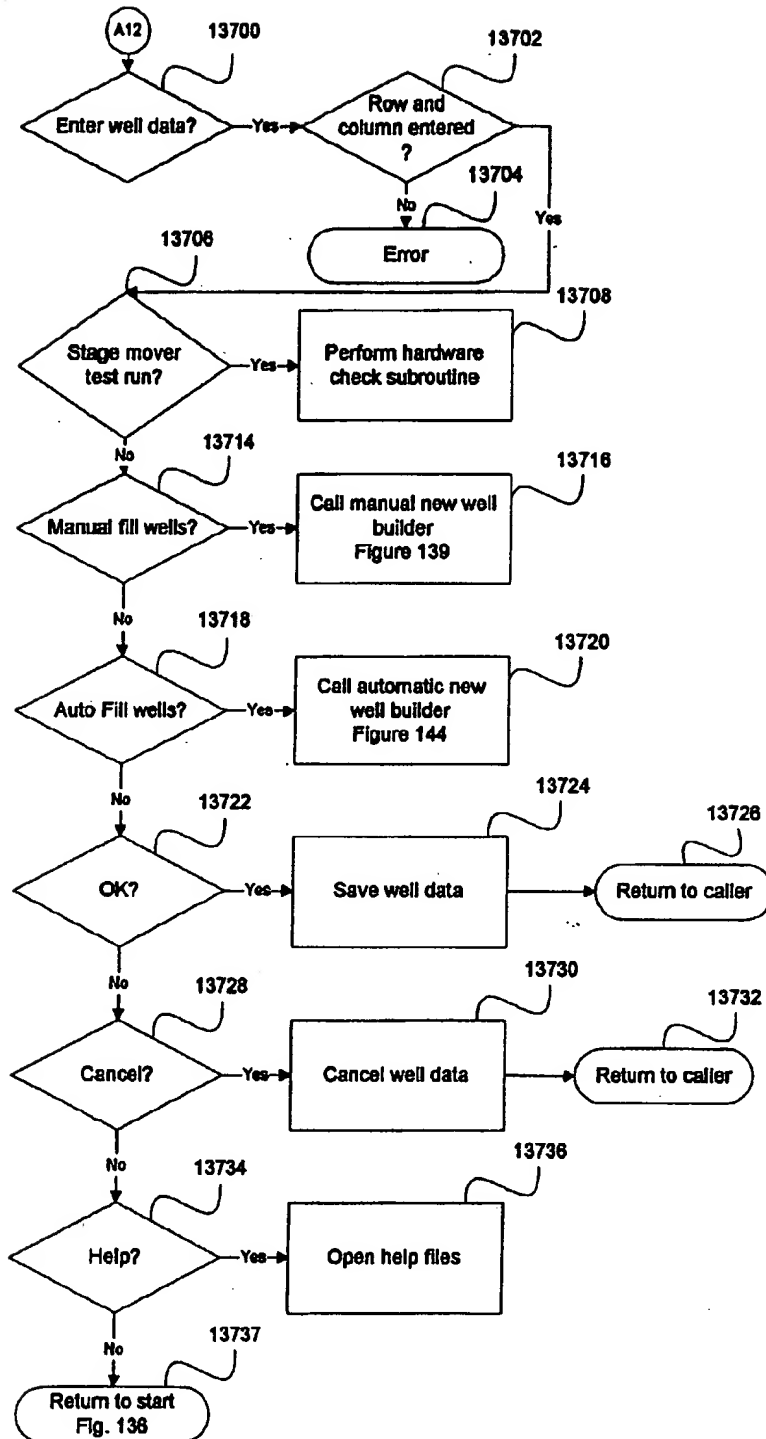 A12
13700
13702
Enter well data?
Yes
Row and
column entered
?
No
13704
Yes
Error
13706
13708
Stage mover
test run?
Yes
Perform hardware
check subroutine
No
13714
13716
Manual fill wells?
Yes
Call manual new well
builder
Figure 139
No
13718
13720
Auto Fill wells?
Yes
Call automatic new
well builder
Figure 144
No
13722
13724
13726
OK?
Yes
Save well data
Return to caller
No
13728
13730
13732
Cancel?
Yes
Cancel well data
Return to caller
No
13734
13736
Help?
Yes
Open help files
No
13737
Return to start
Fig. 136